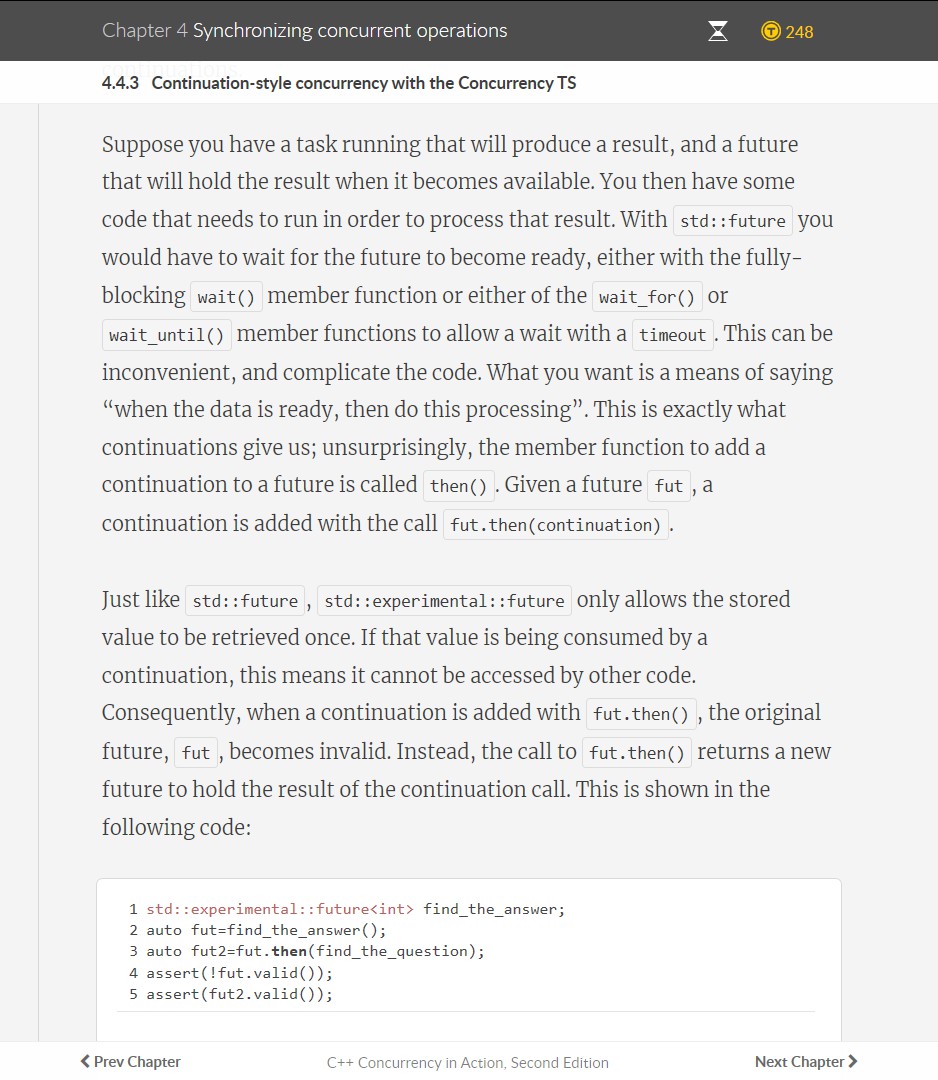 Chapter 4 Synchronizing concurrent operations
248
4.4.3 Continuation-style concurrency with the Concurrency TS
Suppose you have a task running that will produce a result, and a future
that will hold the result when it becomes available. You then have some
code that needs to run in order to process that result. With std::future you
would have to wait for the future to become ready, either with the fully-
blocking wait() member function or either of the wait_for() or
wait_until() member functions to allow a wait with a timeout. This can be
inconvenient, and complicate the code. What you want is a means of saying
“when the data is ready, then do this processing”. This is exactly what
continuations give us; unsurprisingly, the member function to add a
continuation to a future is called then(). Given a future fut, a
continuation is added with the call fut.then(continuation).
Just like std::future, std::experimental::future only allows the stored
value to be retrieved once. If that value is being consumed by a
continuation, this means it cannot be accessed by other code.
Consequently, when a continuation is added with fut.then(), the original
future, fut, becomes invalid. Instead, the call to fut.then() returns a new
future to hold the result of the continuation call. This is shown in the
following code:
1 std::experimental::future<int> find_the_answer;
2 auto fut=find_the_answer();
3 auto fut2=fut.then(find_the_question);
4 assert(!fut.valid());
5 assert(fut2.valid());
Prev Chapter
C++ Concurrency in Action, Second Edition
Next Chapter